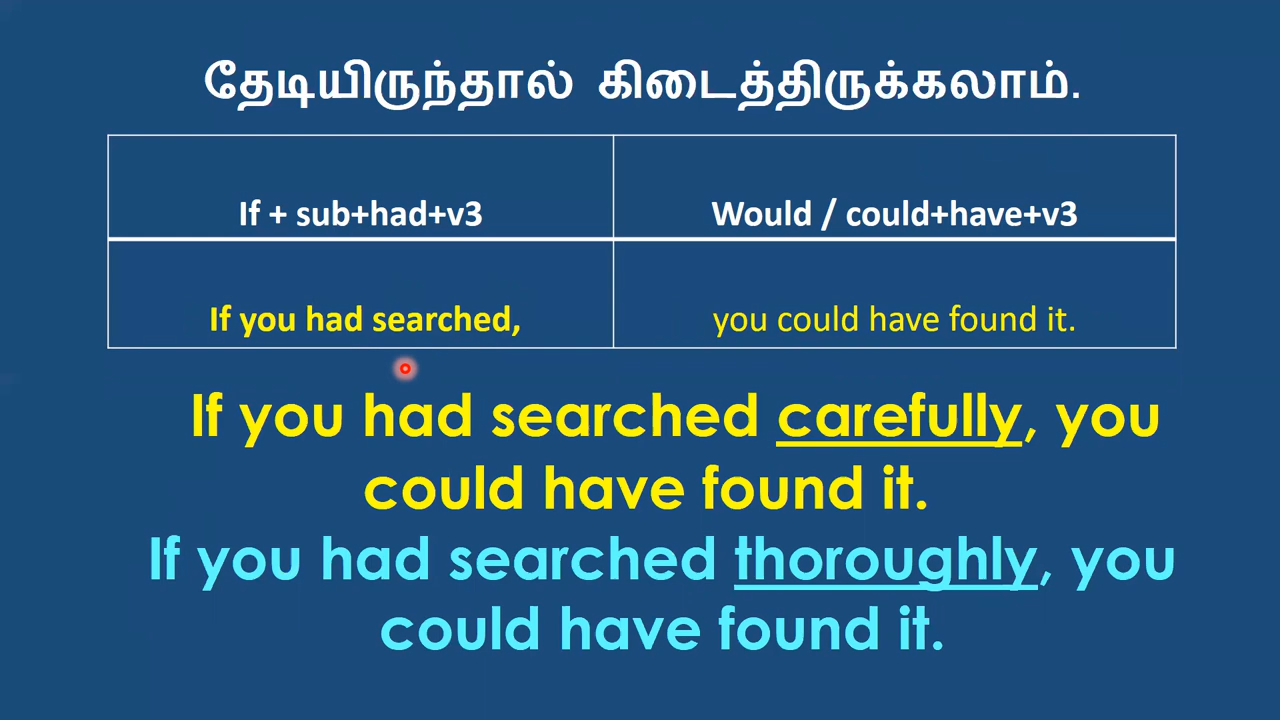 தேடியிருந்தால் கிடைத்திருக்கலாம்.
If + sub+had+v3
Would / could+have+v3
If you had searched,
you could have found it.
If you had searched carefully, you
could have found it.
If you had searched thoroughly, you
could have found it.